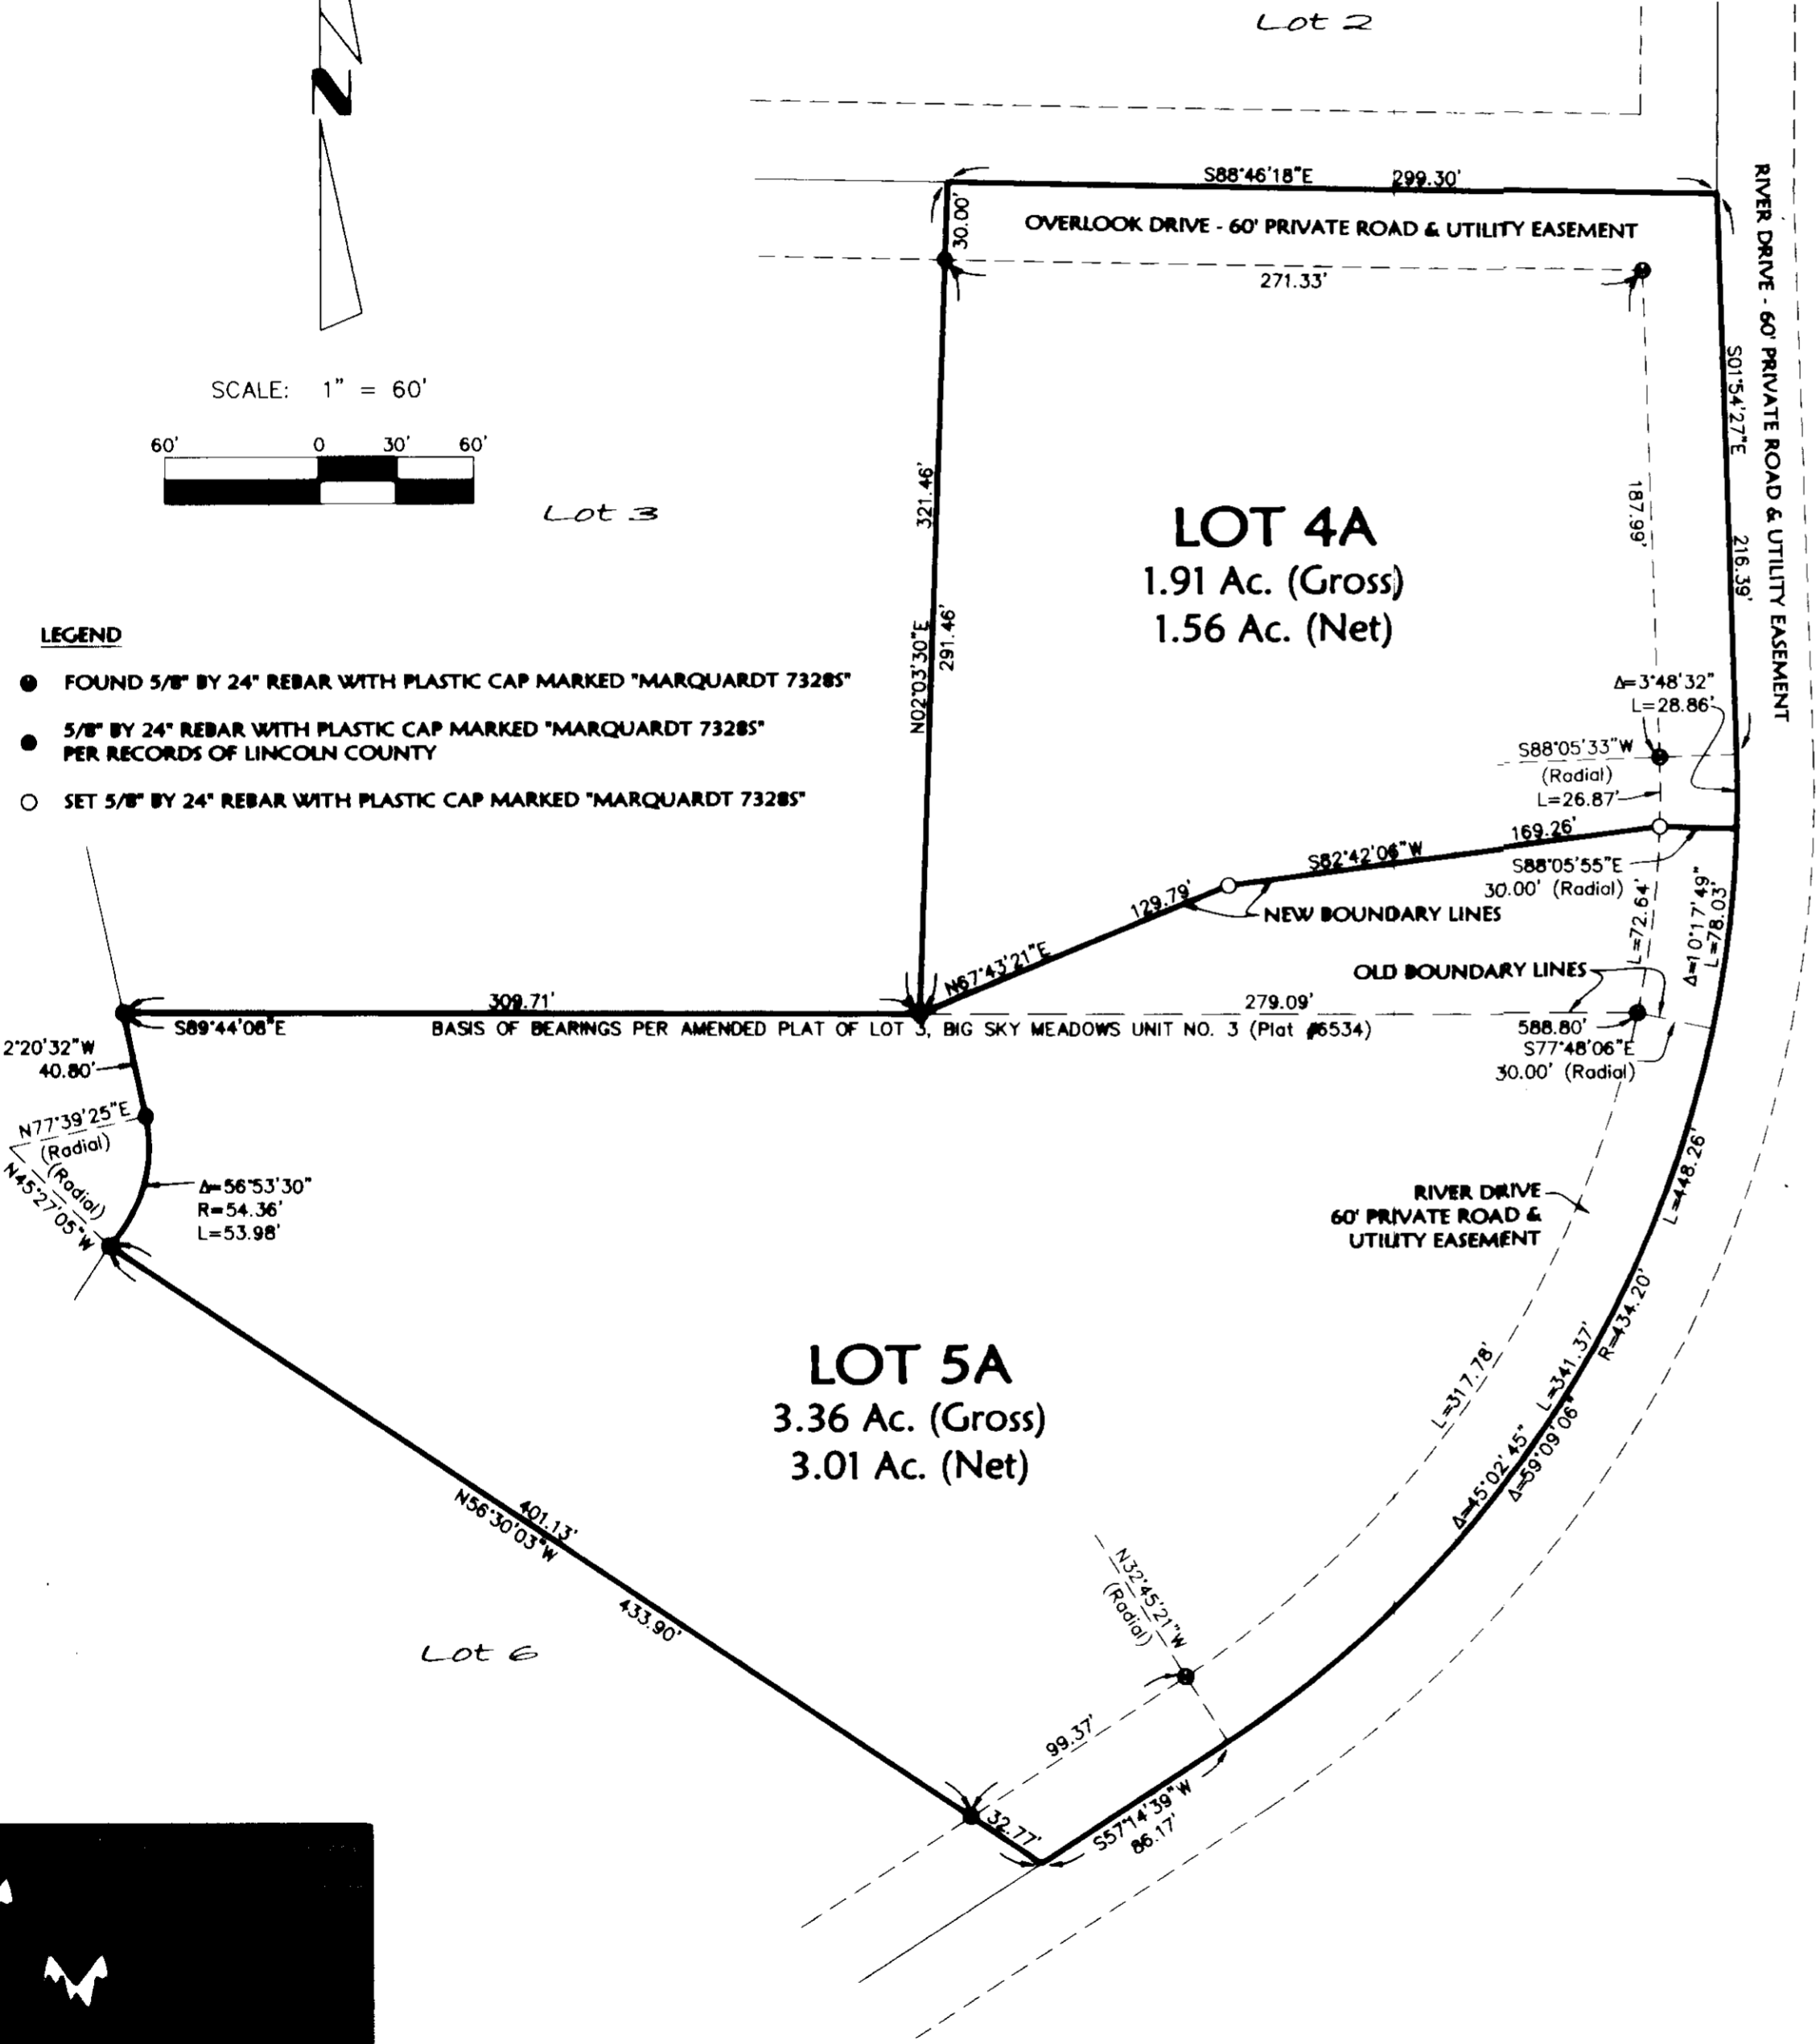 Lot 2
N
S88°46'18"E 299.30'
30.00'
OVERLOOK DRIVE - 60' PRIVATE ROAD & UTILITY EASEMENT
271.33'
RIVER DRIVE - 60' PRIVATE ROAD & UTILITY EASEMENT
S01°54'27"E 216.39'
187.99'
SCALE: 1" = 60'
60' 0 30' 60'
Lot 3
321.46'
N02°03'30"E 291.46'
LOT 4A
1.91 Ac. (Gross)
1.56 Ac. (Net)
LEGEND
FOUND 5/8" BY 24" REBAR WITH PLASTIC CAP MARKED "MARQUARDT 7328S"
5/8" BY 24" REBAR WITH PLASTIC CAP MARKED "MARQUARDT 7328S"
PER RECORDS OF LINCOLN COUNTY
SET 5/8" BY 24" REBAR WITH PLASTIC CAP MARKED "MARQUARDT 7328S"
Δ=3°48'32"
L=28.86'
S88°05'33"W
(Radial)
L=26.87'
S82°42'06"W 169.26'
S88°05'55"E
30.00' (Radial)
N67°43'21"E 129.79'
NEW BOUNDARY LINES
L=72.64'
Δ=10°17'49"
L=78.03'
OLD BOUNDARY LINES
309.71'
279.09'
S89°44'08"E
BASIS OF BEARINGS PER AMENDED PLAT OF LOT 3, BIG SKY MEADOWS UNIT NO. 3 (Plat #6534)
588.80'
S77°48'06"E
30.00' (Radial)
2°20'32"W
40.80'
N77°39'25"E
(Radial)
(Radial)
N45°27'05"W
Δ=56°53'30"
R=54.36'
L=53.98'
RIVER DRIVE
60' PRIVATE ROAD &
UTILITY EASEMENT
L=448.26'
R=434.20'
L=341.37'
L=317.78'
Δ=45°02'45"
Δ=59°09'06"
LOT 5A
3.36 Ac. (Gross)
3.01 Ac. (Net)
401.13'
N56°30'03"W
433.90'
Lot 6
N32°45'21"W
(Radial)
99.37'
32.77'
S57°14'39"W
86.17'